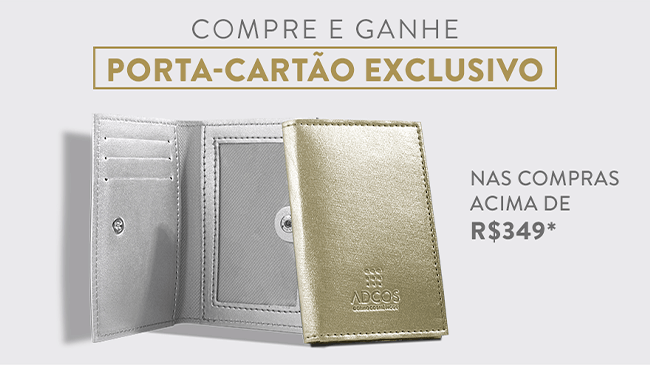 COMPRE E GANHE
PORTA-CARTÃO EXCLUSIVO
NAS COMPRAS
ACIMA DE
R$349*
ADCOS